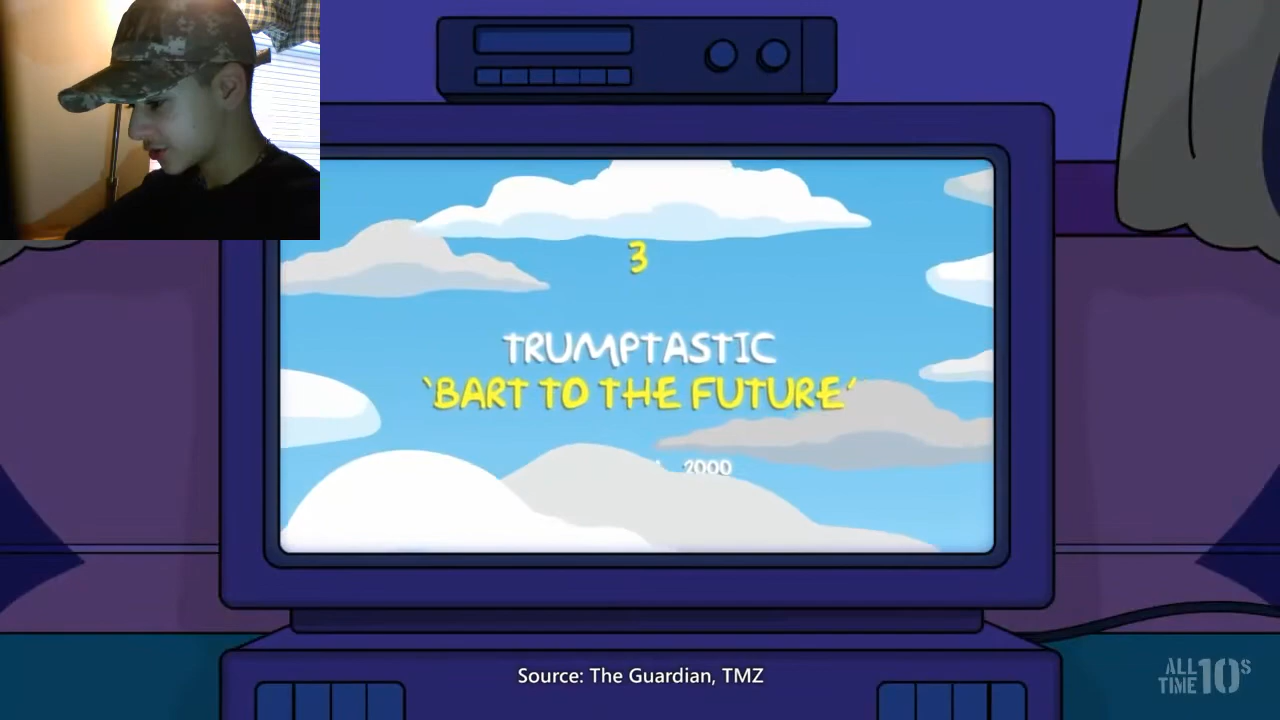 3
TRUMPTASTIC
'BART TO THE FUTURE'
2000
Source: The Guardian, TMZ
ALL
TIME 10s